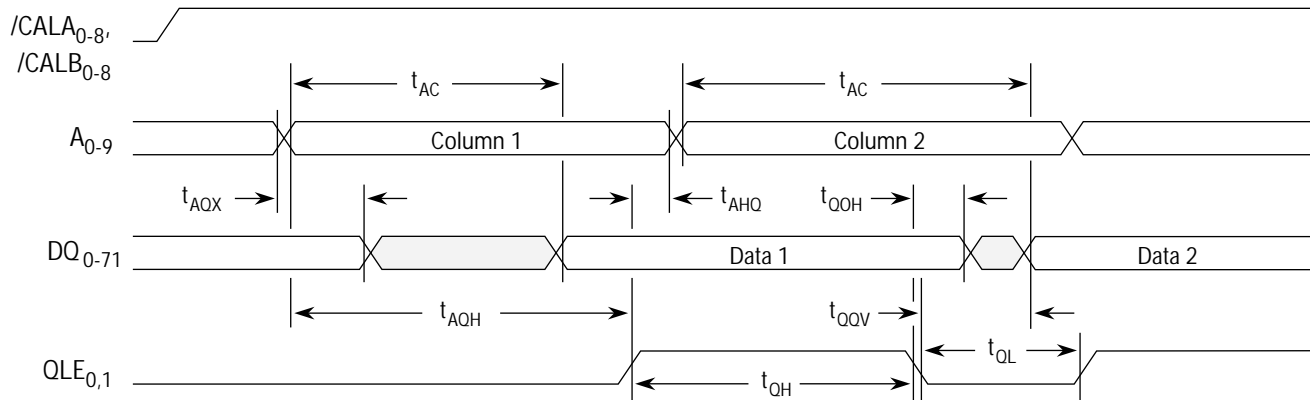 /CALA0-8,
/CALB0-8
tAC tAC
A0-9 Column 1 Column 2
tAQX tAHQ tQOH
DQ0-71 Data 1 Data 2
tAQH tQQV
QLE0,1 tQL
tQH